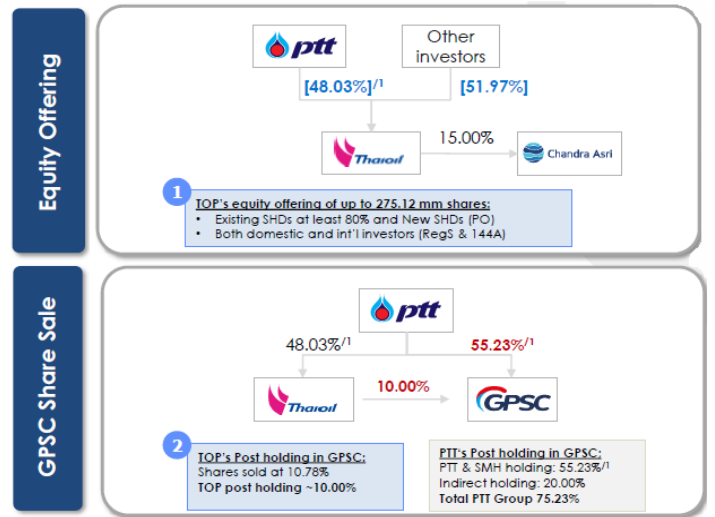 Equity Offering
ptt
Other
investors
[48.03%]/1
[51.97%]
Thaioil
15.00%
Chandra Asri
1
TOP's equity offering of up to 275.12 mm shares:
• Existing SHDs at least 80% and New SHDs (PO)
• Both domestic and int'l investors (RegS & 144A)
GPSC Share Sale
ptt
48.03%/1
55.23%/1
Thaioil
10.00%
GPSC
2
TOP's Post holding in GPSC:
Shares sold at 10.78%
TOP post holding ~10.00%
PTT's Post holding in GPSC:
PTT & SMH holding: 55.23%/1
Indirect holding: 20.00%
Total PTT Group 75.23%